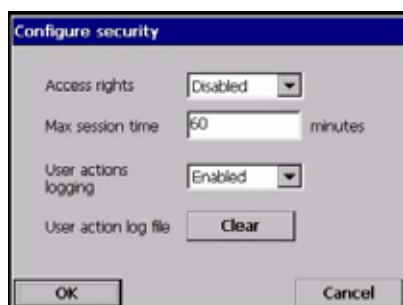 Configure security
Access rights Disabled
Max session time 60 minutes
User actions
logging Enabled
User action log file Clear
OK Cancel